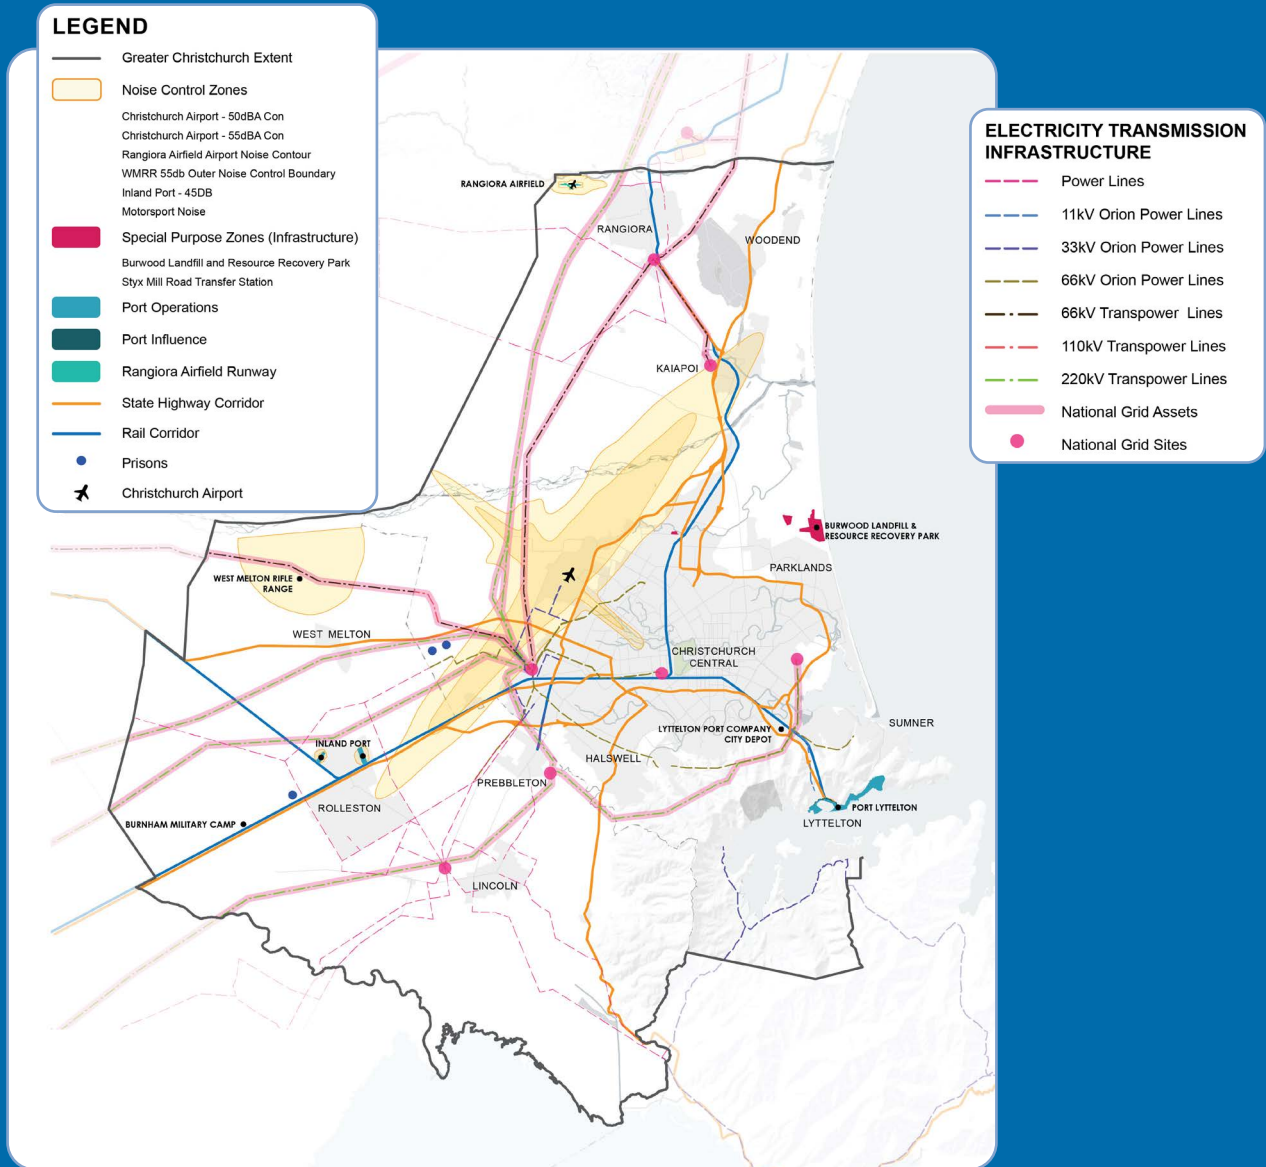 LEGEND
Greater Christchurch Extent
Noise Control Zones
Christchurch Airport - 50dBA Con
Christchurch Airport - 55dBA Con
Rangiora Airfield Airport Noise Contour
WMRR 55db Outer Noise Control Boundary
Inland Port - 45DB
Motorsport Noise
Special Purpose Zones (Infrastructure)
Burwood Landfill and Resource Recovery Park
Styx Mill Road Transfer Station
Port Operations
Port Influence
Rangiora Airfield Runway
State Highway Corridor
Rail Corridor
Prisons
Christchurch Airport
ELECTRICITY TRANSMISSION
INFRASTRUCTURE
Power Lines
11kV Orion Power Lines
33kV Orion Power Lines
66kV Orion Power Lines
66kV Transpower Lines
110kV Transpower Lines
220kV Transpower Lines
National Grid Assets
National Grid Sites
RANGIORA AIRFIELD
RANGIORA
WOODEND
KAIAPOI
BURWOOD LANDFILL &
RESOURCE RECOVERY PARK
PARKLANDS
WEST MELTON RIFLE
RANGE
WEST MELTON
CHRISTCHURCH
CENTRAL
SUMNER
LYTTELTON PORT COMPANY
CITY DEPOT
INLAND PORT
HALSWELL
PREBBLETON
ROLLESTON
PORT LYTTELTON
LYTTELTON
BURNHAM MILITARY CAMP
LINCOLN